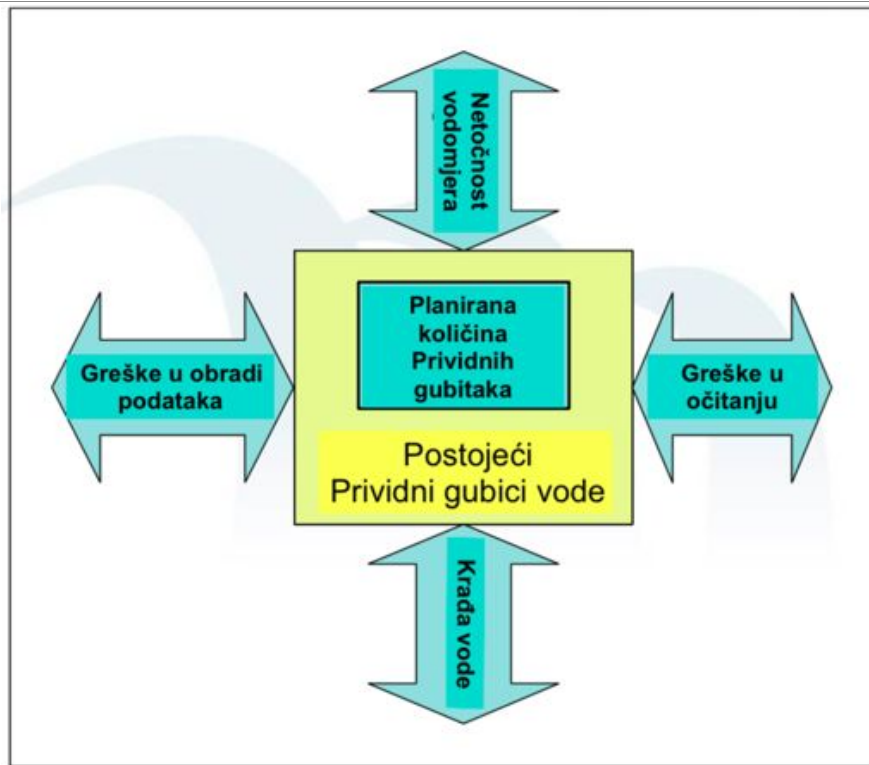 Netočnost
vodomjera
Planirana
količina
Prividnih
gubitaka
Greške u obradi
podataka
Greške u
očitanju
Postojeći
Prividni gubici vode
Krađa vode